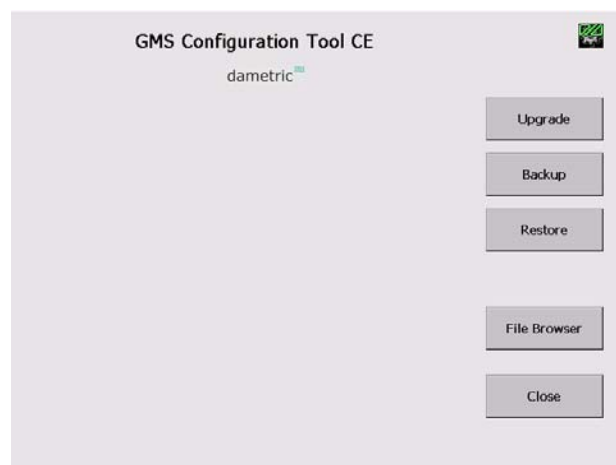 GMS Configuration Tool CE
dametric
Upgrade
Backup
Restore
File Browser
Close